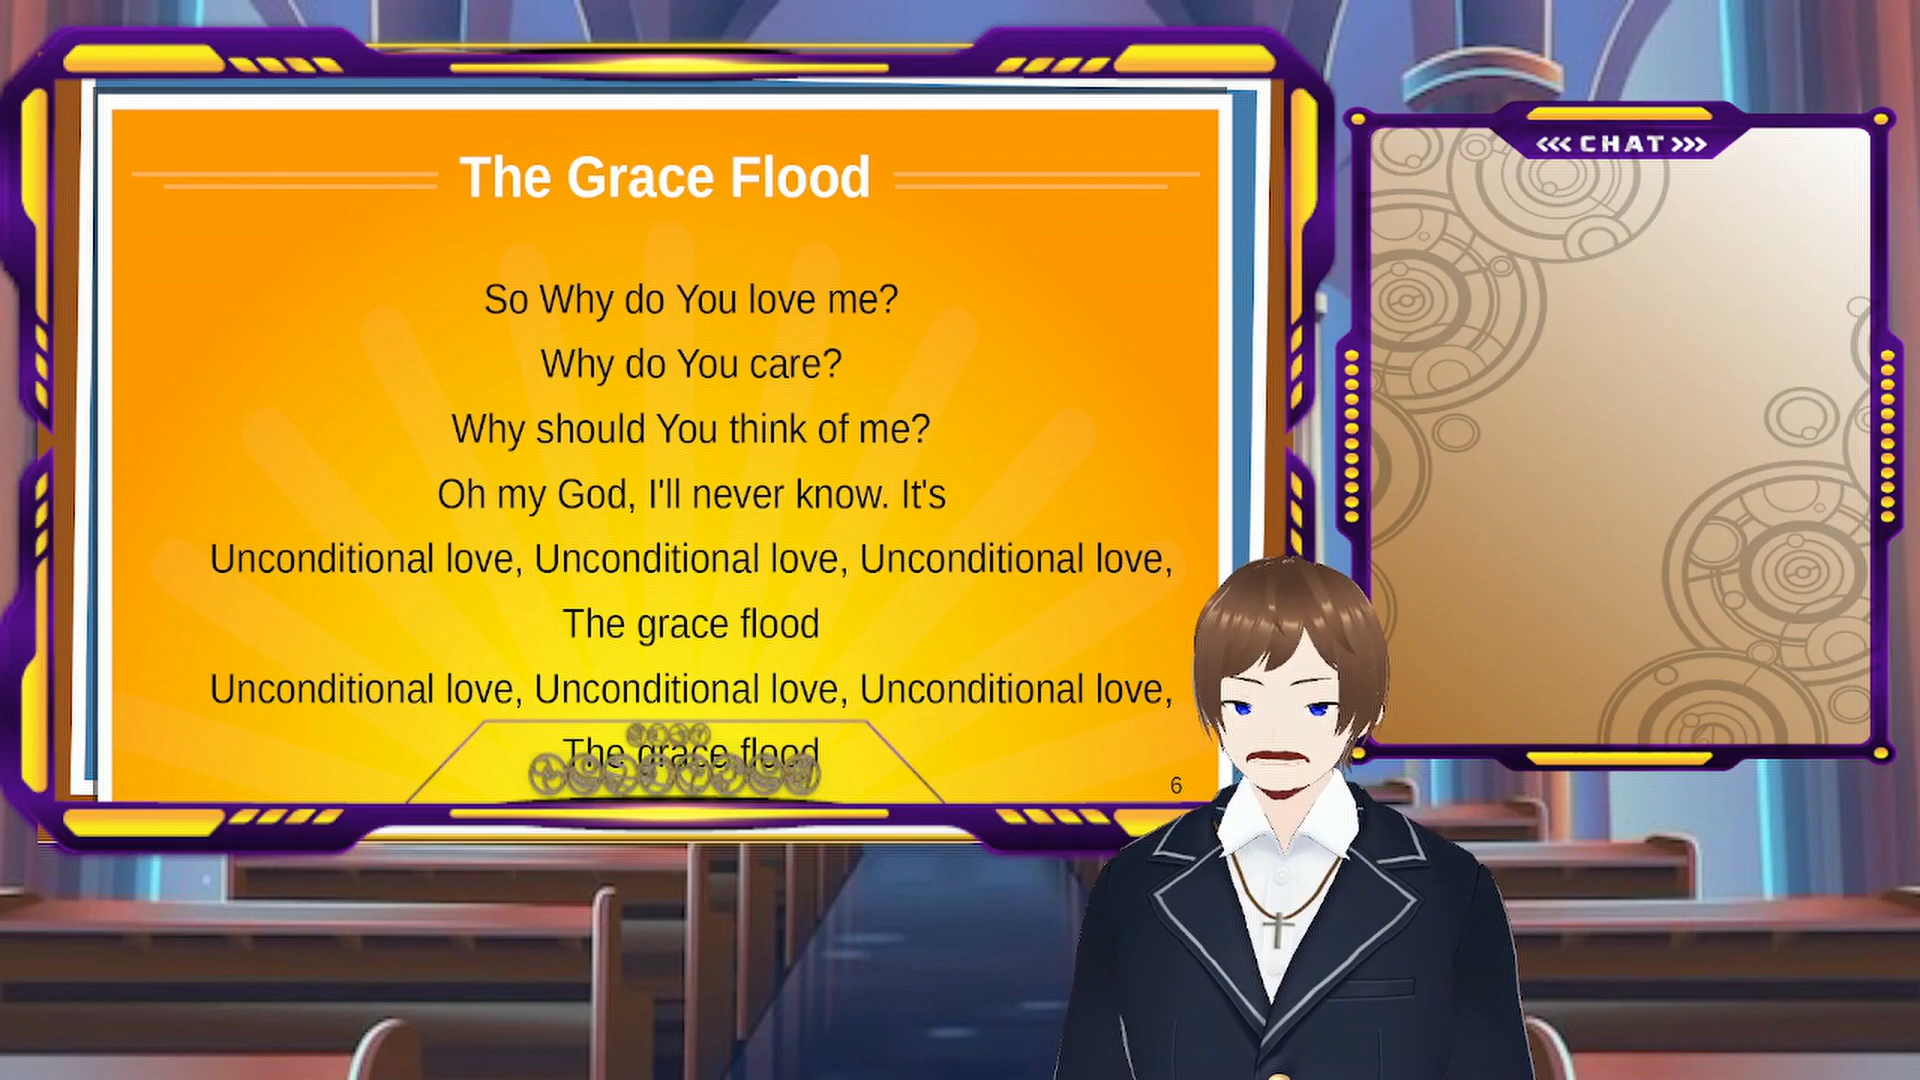 The Grace Flood
So Why do You love me?
Why do You care?
Why should You think of me?
Oh my God, I'll never know. It's
Unconditional love, Unconditional love, Unconditional love,
The grace flood
Unconditional love, Unconditional love, Unconditional love,
The grace flood
6
<<< CHAT >>>